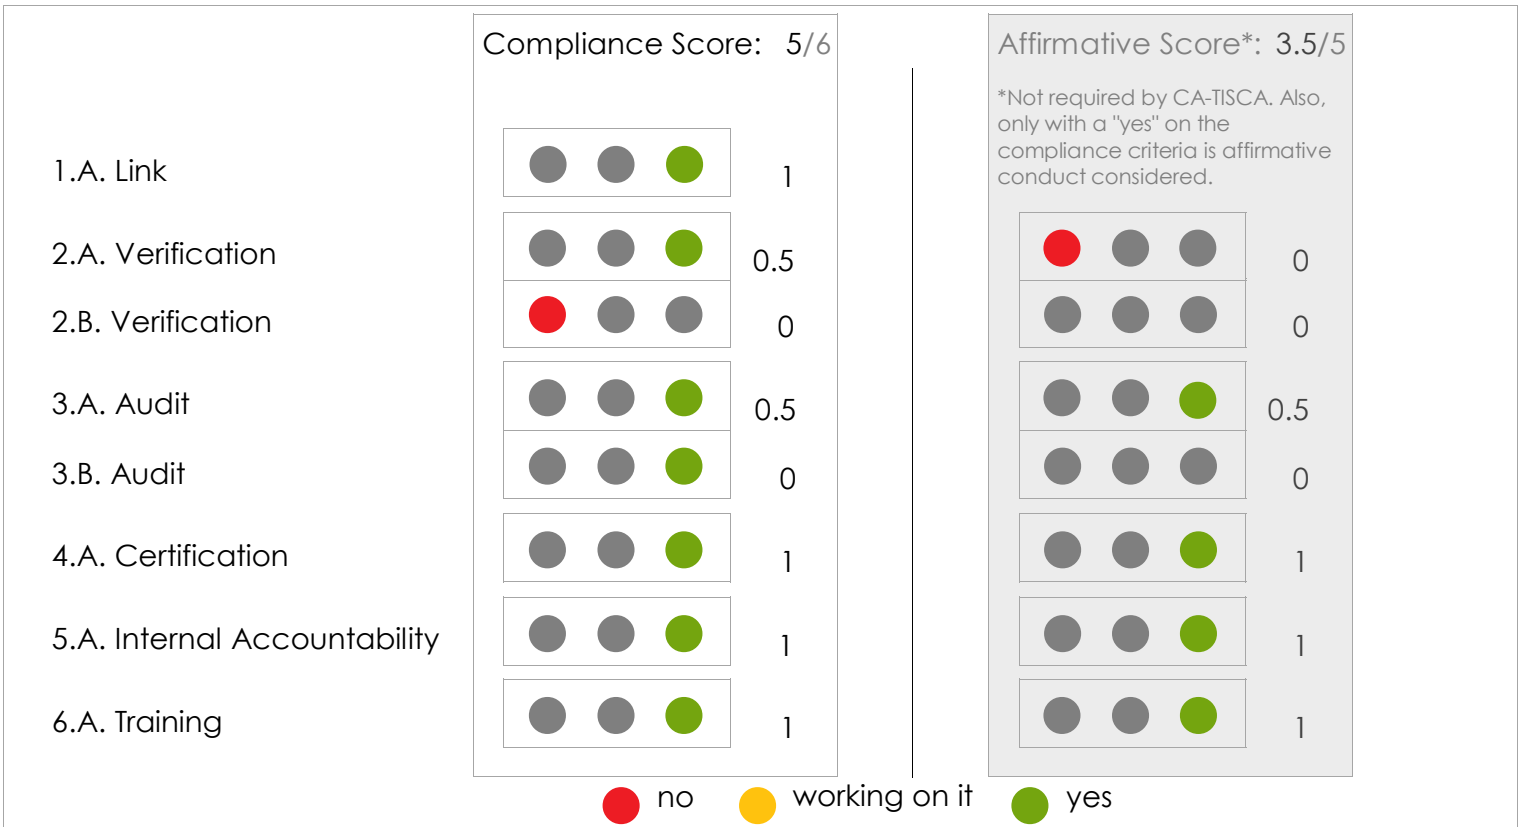 Compliance Score: 5/6
Affirmative Score*: 3.5/5
*Not required by CA-TISCA. Also,
only with a "yes" on the
compliance criteria is affirmative
conduct considered.
1.A. Link 1
2.A. Verification 0.5 0
2.B. Verification 0 0
3.A. Audit 0.5 0.5
3.B. Audit 0 0
4.A. Certification 1 1
5.A. Internal Accountability 1 1
6.A. Training 1 1
no working on it yes